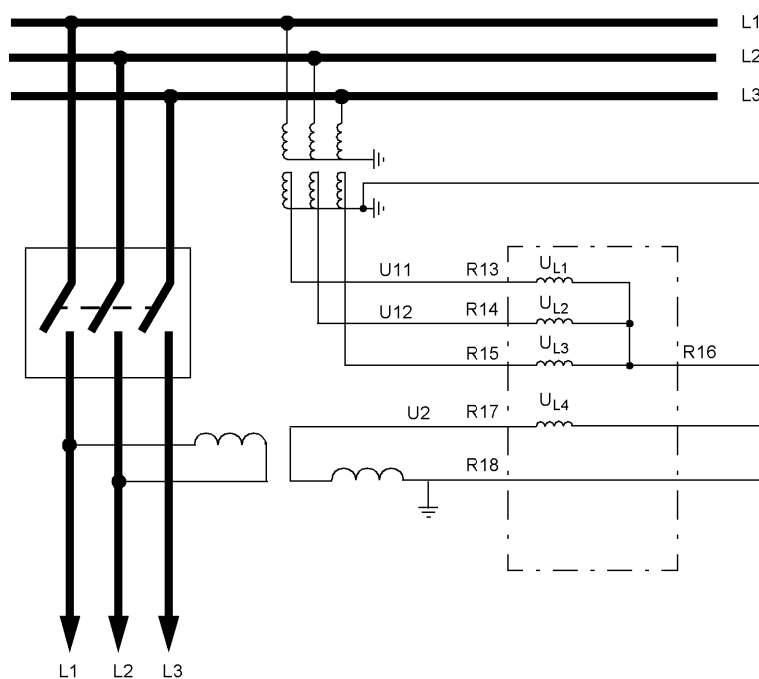 L1
L2
L3
U11 R13 UL1
U12 R14 UL2
R15 UL3 R16
U2 R17 UL4
R18
L1 L2 L3